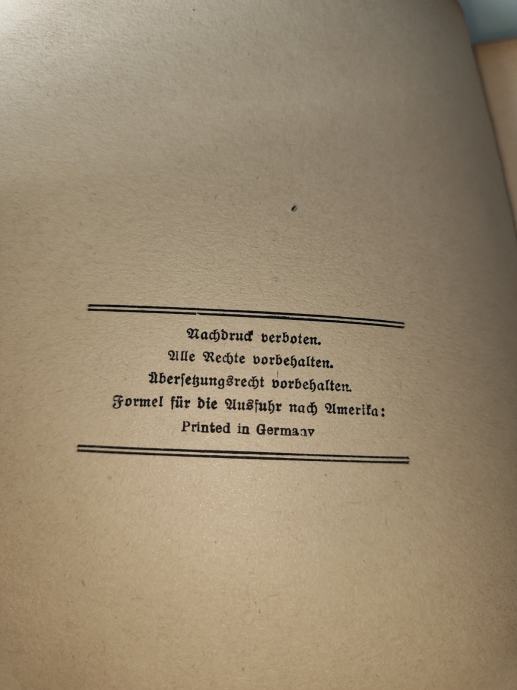 Nachdruck verboten.
Alle Rechte vorbehalten.
Übersetzungsrecht vorbehalten.
Formel für die Ausfuhr nach Amerika:
Printed in Germany